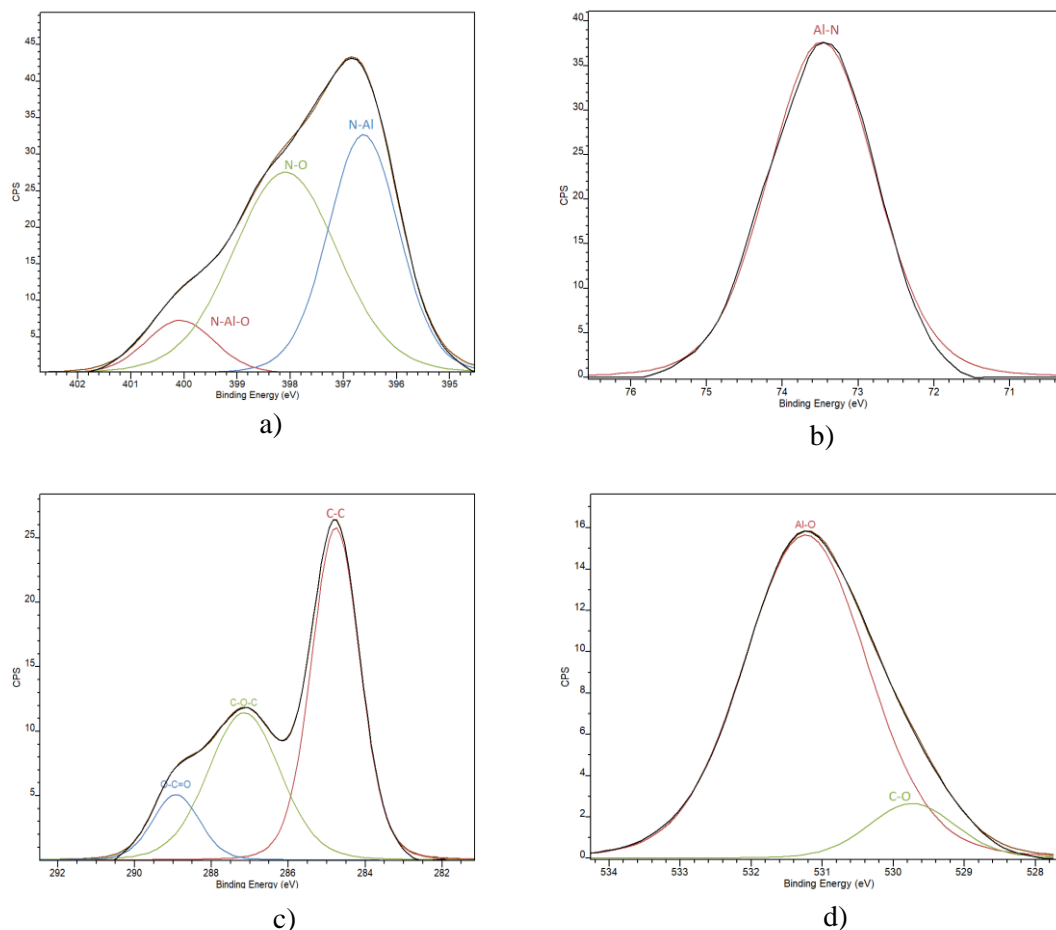 45
40
35
30
25
20
15
10
5
CPS
N-Al
N-O
N-Al-O
402 401 400 399 398 397 396 395
Binding Energy (eV)
a)
40
35
30
25
20
15
10
5
0
CPS
Al-N
76 75 74 73 72 71
Binding Energy (eV)
b)
25
20
15
10
5
CPS
C-C
C-O-C
O-C=O
292 290 288 286 284 282
Binding Energy (eV)
c)
16
14
12
10
8
6
4
2
0
CPS
Al-O
C-O
534 533 532 531 530 529 528
Binding Energy (eV)
d)